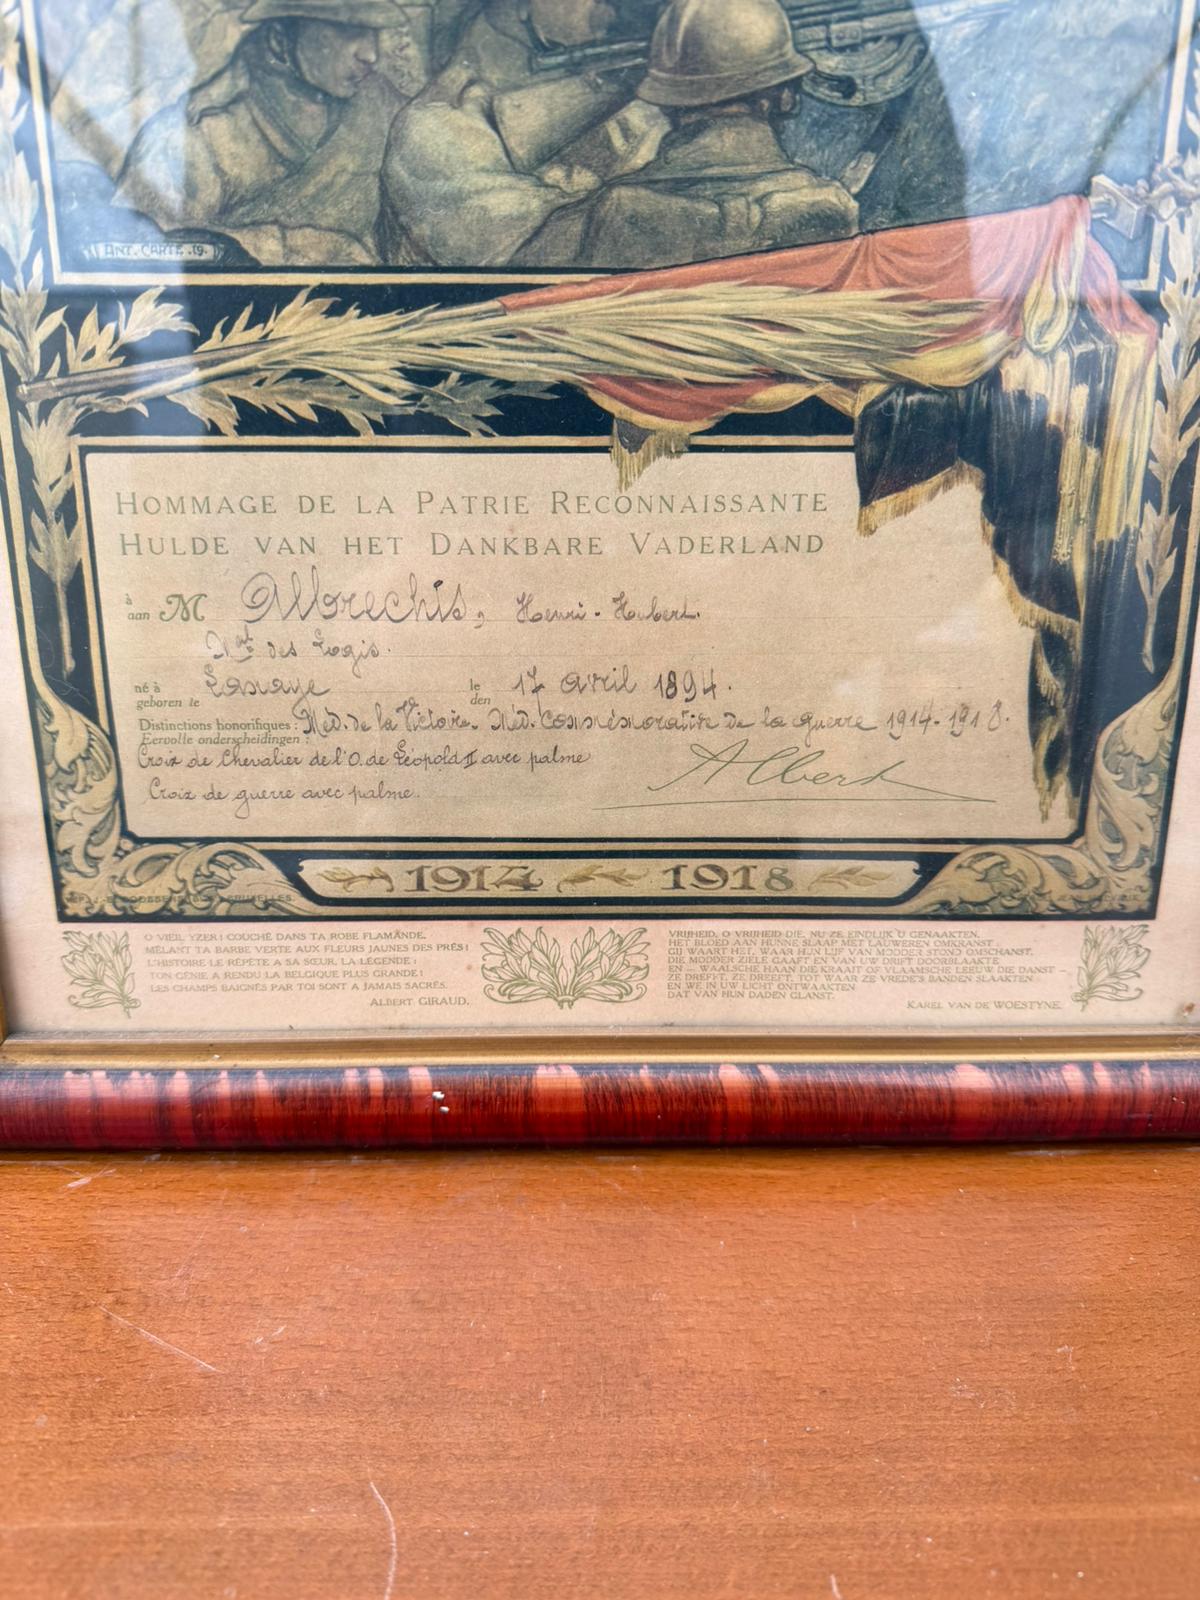 ANT. CARTE .19.
HOMMAGE DE LA PATRIE RECONNAISSANTE
HULDE VAN HET DANKBARE VADERLAND
à
aan M Albrechts, Henri-Hubert.
Mal des Logis.
né à Lanaye le 17 avril 1894.
geboren te den
Distinctions honorifiques: Méd. de la Victoire. Méd. Commémorative de la guerre 1914-1918.
Eervolle onderscheidingen:
Croix de Chevalier de l'O. de Léopold II avec palme
Croix de guerre avec palme.
Albert
1914 1918
BRUXELLES.
O VIEIL YZER! COUCHÉ DANS TA ROBE FLAMANDE,
MÊLANT TA BARBE VERTE AUX FLEURS JAUNES DES PRÉS!
L'HISTOIRE LE RÉPÈTE A SA SŒUR, LA LÉGENDE:
TON GÉNIE A RENDU LA BELGIQUE PLUS GRANDE!
LES CHAMPS BAIGNÉS PAR TOI SONT A JAMAIS SACRÉS.
ALBERT GIRAUD.
VRIJHEID, O VRIJHEID DIE, NU ZE EINDLIJK U GENAAKTEN,
HET BLOED AAN HUNNE SLAAP MET LAUWEREN OMKRANST
GIJ WAART HET, WAAR HUN LIJF VAN MODDER STOND OMSCHANST,
DIE MODDER ZIELE GAAFT EN VAN UW DRIFT DOORBLAAKTE
EN — WAALSCHE HAAN DIE KRAAIT OF VLAAMSCHE LEEUW DIE DANST —
ZE DREEFT, ZE DREEFT, TOT WAAR ZE VREDE'S BANDEN SLAAKTEN
EN WE IN UW LICHT ONTWAAKTEN
DAT VAN HUN DADEN GLANST.
KAREL VAN DE WOESTYNE.